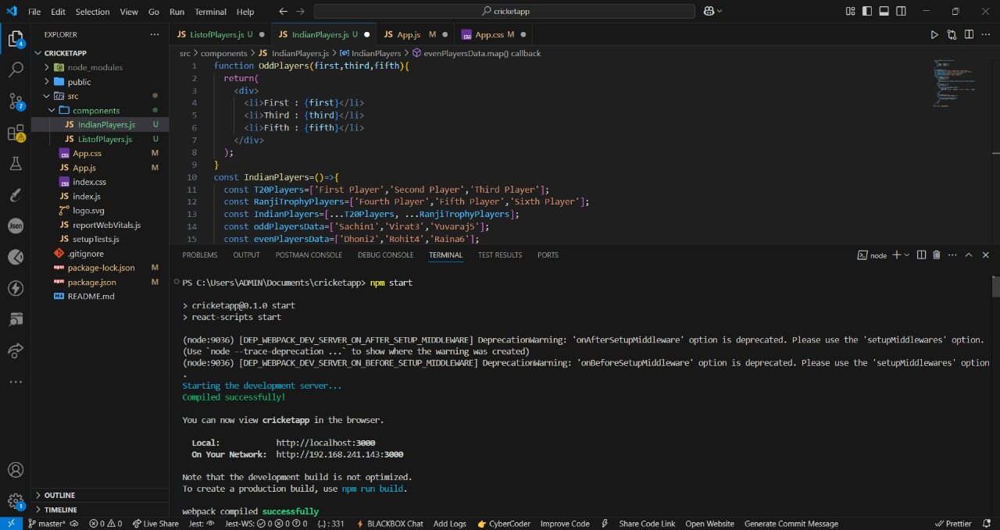 File Edit Selection View Go Run Terminal Help
cricketapp
EXPLORER
CRICKETAPP
node_modules
public
src
components
JS IndianPlayers.js U
JS ListofPlayers.js U
css App.css M
JS App.js M
css index.css
JS index.js
logo.svg
JS reportWebVitals.js
JS setupTests.js
.gitignore
package-lock.json M
package.json M
README.md
OUTLINE
TIMELINE
4
7
Json
1
JS ListofPlayers.js U
JS IndianPlayers.js U
JS App.js M
css App.css M
src > components > JS IndianPlayers.js > IndianPlayers > evenPlayersData.map() callback
1 function OddPlayers(first,third,fifth){
2 return(
3 <div>
4 <li>First : {first}</li>
5 <li>Third : {third}</li>
6 <li>Fifth : {fifth}</li>
7 </div>
8 );
9 }
10 const IndianPlayers=()=>{
11 const T20Players=['First Player','Second Player','Third Player'];
12 const RanjiTrophyPlayers=['Fourth Player','Fifth Player','Sixth Player'];
13 const IndianPlayers=[...T20Players, ...RanjiTrophyPlayers];
14 const oddPlayersData=['Sachin1','Virat3','Yuvaraj5'];
15 const evenPlayersData=['Dhoni2','Rohit4','Raina6'];
PROBLEMS OUTPUT POSTMAN CONSOLE DEBUG CONSOLE TERMINAL TEST RESULTS PORTS
node
PS C:\Users\ADMIN\Documents\cricketapp> npm start
> cricketapp@0.1.0 start
> react-scripts start
(node:9036) [DEP_WEBPACK_DEV_SERVER_ON_AFTER_SETUP_MIDDLEWARE] DeprecationWarning: 'onAfterSetupMiddleware' option is deprecated. Please use the 'setupMiddlewares' option.
(Use `node --trace-deprecation ...` to show where the warning was created)
(node:9036) [DEP_WEBPACK_DEV_SERVER_ON_BEFORE_SETUP_MIDDLEWARE] DeprecationWarning: 'onBeforeSetupMiddleware' option is deprecated. Please use the 'setupMiddlewares' option
.
Starting the development server...
Compiled successfully!
You can now view cricketapp in the browser.
Local: http://localhost:3000
On Your Network: http://192.168.241.143:3000
Note that the development build is not optimized.
To create a production build, use npm run build.
webpack compiled successfully
master* 0 0 Live Share Jest: Jest-WS: 0 0 0 {..} : 331 BLACKBOX Chat Add Logs CyberCoder Improve Code Share Code Link Open Website Generate Commit Message Prettier